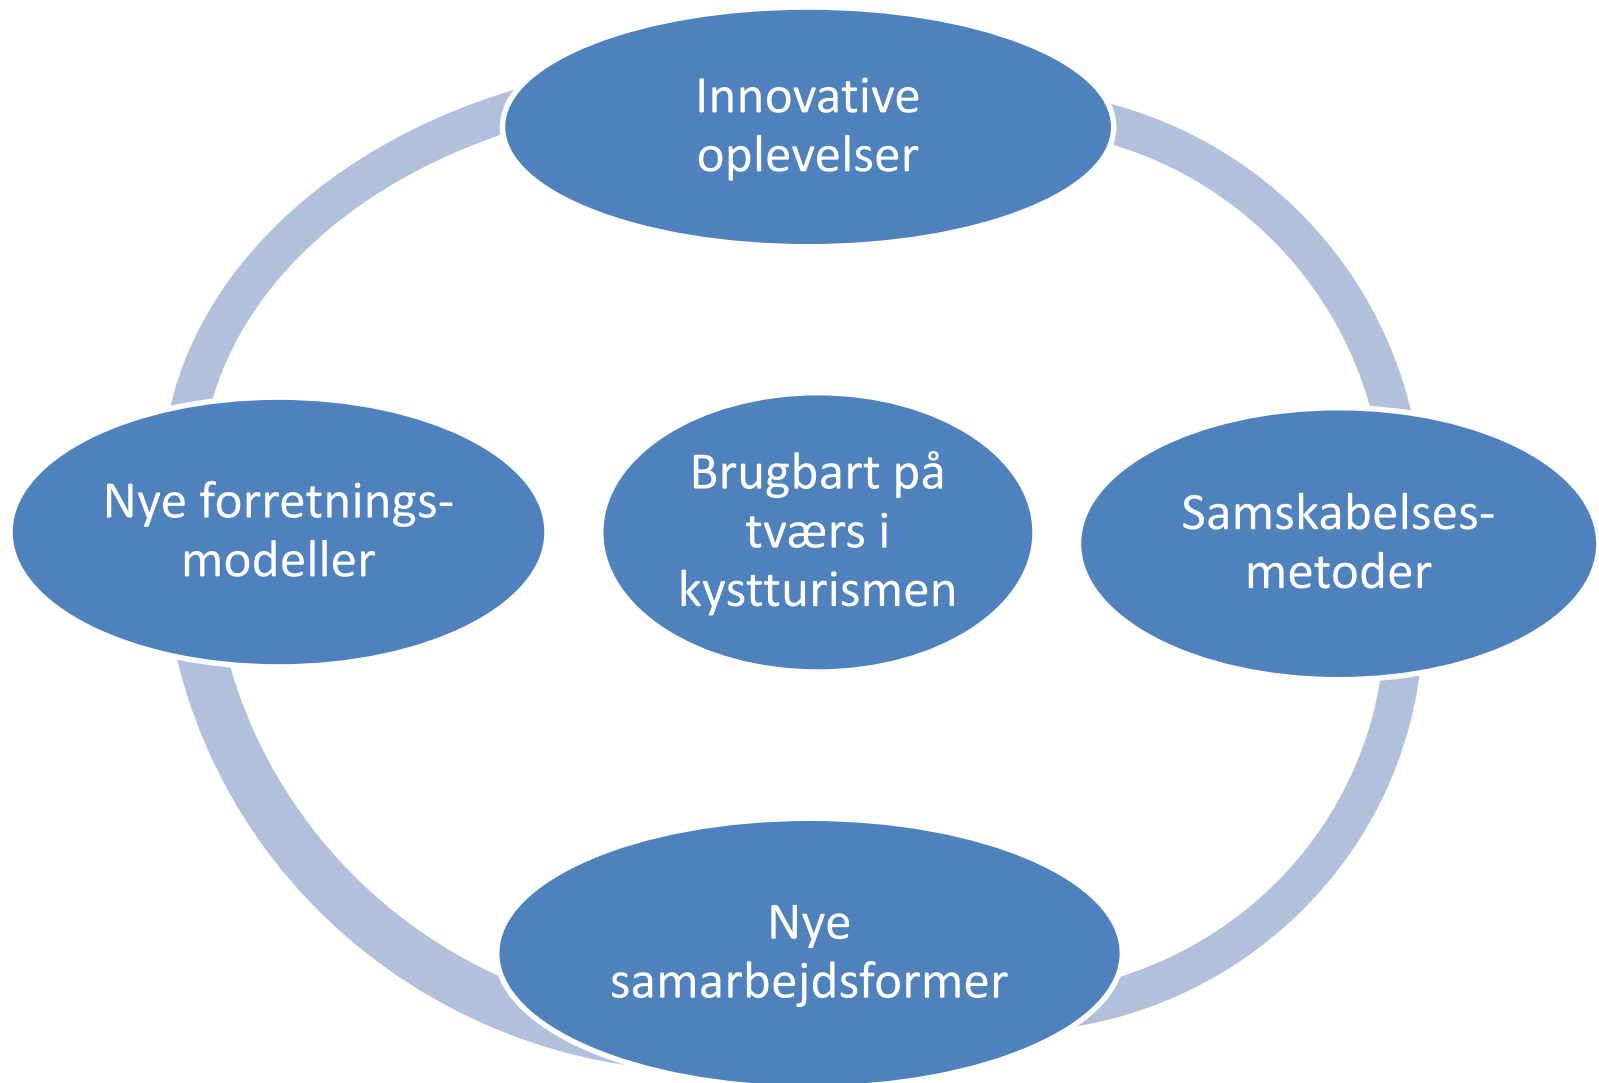 Innovative
oplevelser
Nye forretnings-
modeller
Brugbart på
tværs i
kystturismen
Samskabelses-
metoder
Nye
samarbejdsformer